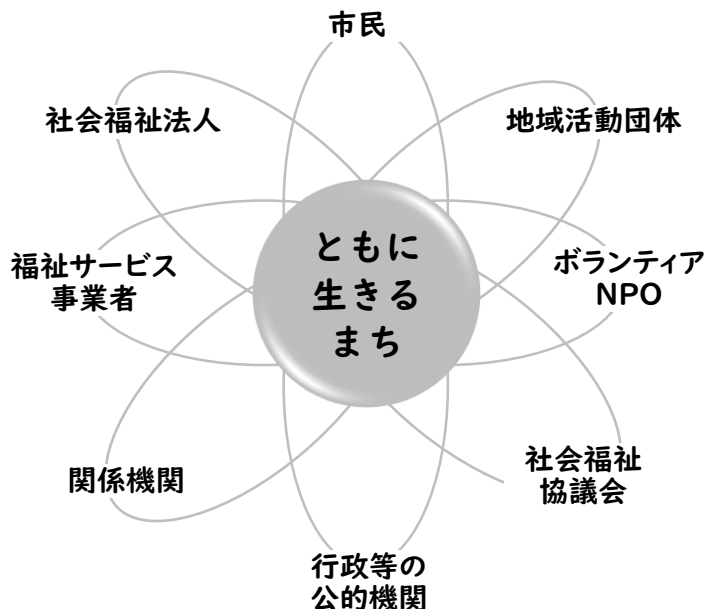 市民
社会福祉法人
地域活動団体
ともに
生きる
まち
福祉サービス
事業者
ボランティア
NPO
関係機関
社会福祉
協議会
行政等の
公的機関